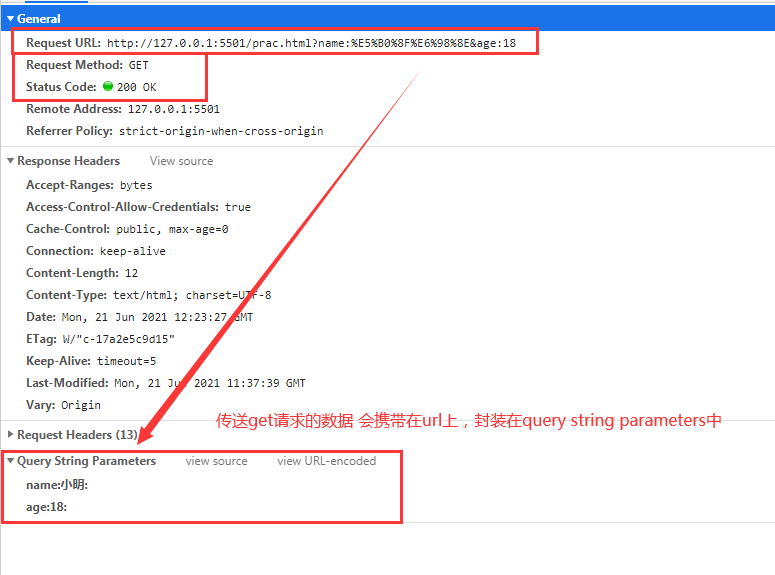 General
Request URL: http://127.0.0.1:5501/prac.html?name:%E5%B0%8F%E6%98%8E&age:18
Request Method: GET
Status Code: 200 OK
Remote Address: 127.0.0.1:5501
Referrer Policy: strict-origin-when-cross-origin
Response Headers View source
Accept-Ranges: bytes
Access-Control-Allow-Credentials: true
Cache-Control: public, max-age=0
Connection: keep-alive
Content-Length: 12
Content-Type: text/html; charset=UTF-8
Date: Mon, 21 Jun 2021 12:23:27 GMT
ETag: W/"c-17a2e5c9d15"
Keep-Alive: timeout=5
Last-Modified: Mon, 21 Jun 2021 11:37:39 GMT
Vary: Origin
传送get请求的数据 会携带在url上，封装在query string parameters中
Request Headers (13)
Query String Parameters view source view URL-encoded
name:小明:
age:18: